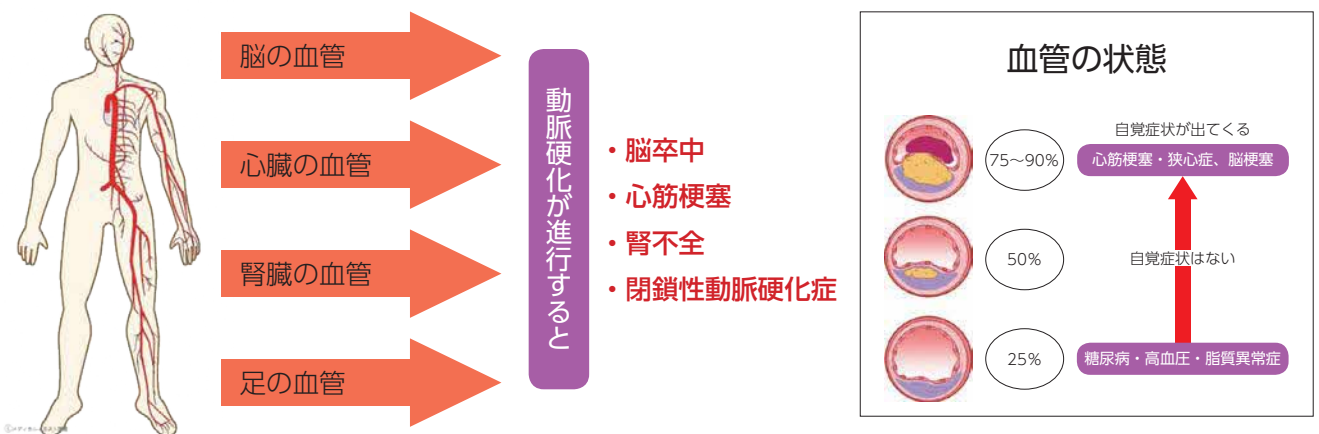 脳の血管
心臓の血管
腎臓の血管
足の血管
動脈硬化が進行すると
・脳卒中
・心筋梗塞
・腎不全
・閉鎖性動脈硬化症
血管の状態
自覚症状が出てくる
75～90%
心筋梗塞・狭心症、脳梗塞
50%
自覚症状はない
25%
糖尿病・高血圧・脂質異常症